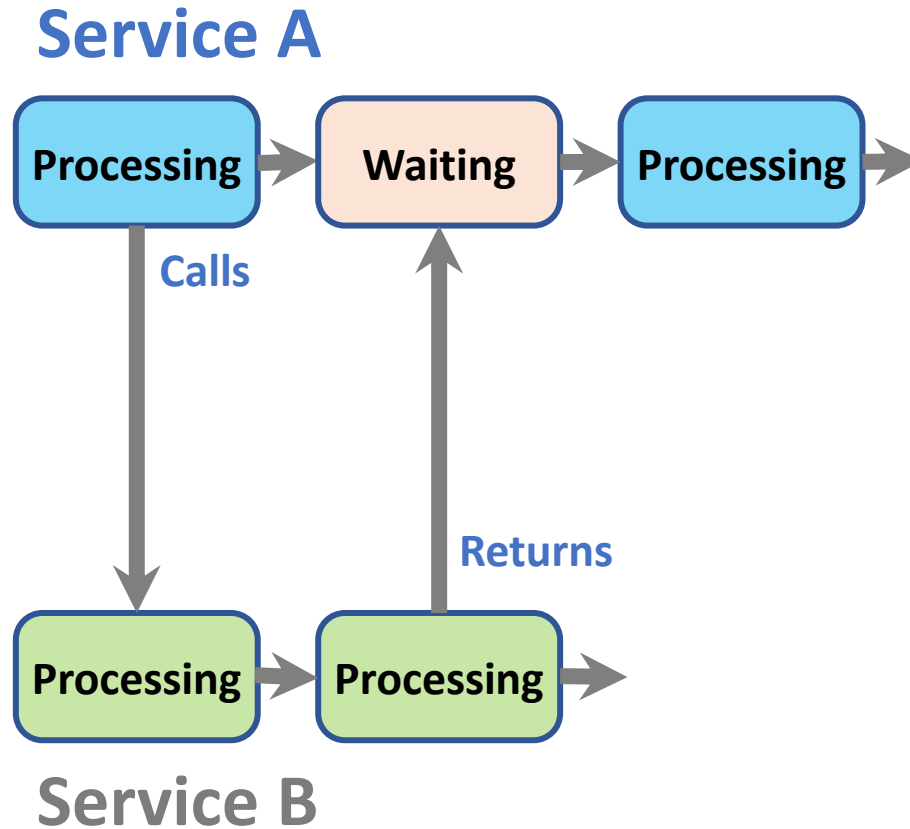 Service A
Processing
Waiting
Processing
Calls
Returns
Processing
Processing
Service B